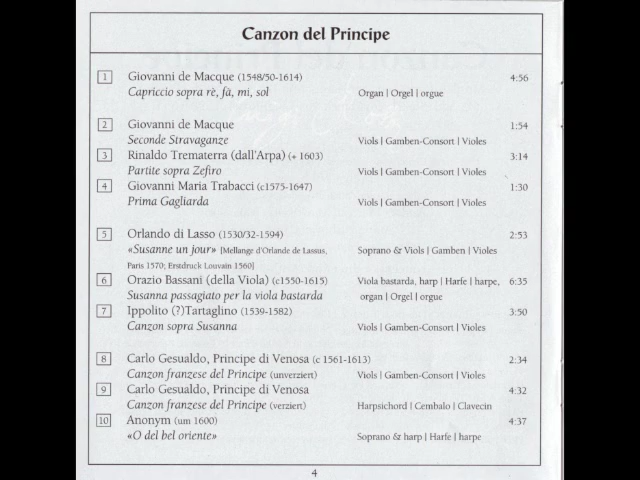 Canzon del Principe
1 Giovanni de Macque (1548/50-1614) 4:56
Capriccio sopra rè, fà, mi, sol Organ | Orgel | orgue
2 Giovanni de Macque 1:54
Seconde Stravaganze Viols | Gamben-Consort | Violes
3 Rinaldo Trematerra (dall'Arpa) (+ 1603) 3:14
Partite sopra Zefiro Viols | Gamben-Consort | Violes
4 Giovanni Maria Trabacci (c1575-1647) 1:30
Prima Gagliarda Viols | Gamben-Consort | Violes
5 Orlando di Lasso (1530/32-1594) 2:53
«Susanne un jour» [Mellange d'Orlande de Lassus, Soprano & Viols | Gamben | Violes
Paris 1570; Erstdruck Louvain 1560]
6 Orazio Bassani (della Viola) (c1550-1615) Viola bastarda, harp | Harfe | harpe, 6:35
Susanna passagiato per la viola bastarda organ | Orgel | orgue
7 Ippolito (?)Tartaglino (1539-1582) 3:50
Canzon sopra Susanna Viols | Gamben-Consort | Violes
8 Carlo Gesualdo, Principe di Venosa (c 1561-1613) 2:34
Canzon franzese del Principe (unverziert) Viols | Gamben-Consort | Violes
9 Carlo Gesualdo, Principe di Venosa 4:32
Canzon franzese del Principe (verziert) Harpsichord | Cembalo | Clavecin
10 Anonym (um 1600) 4:37
«O del bel oriente» Soprano & harp | Harfe | harpe
4